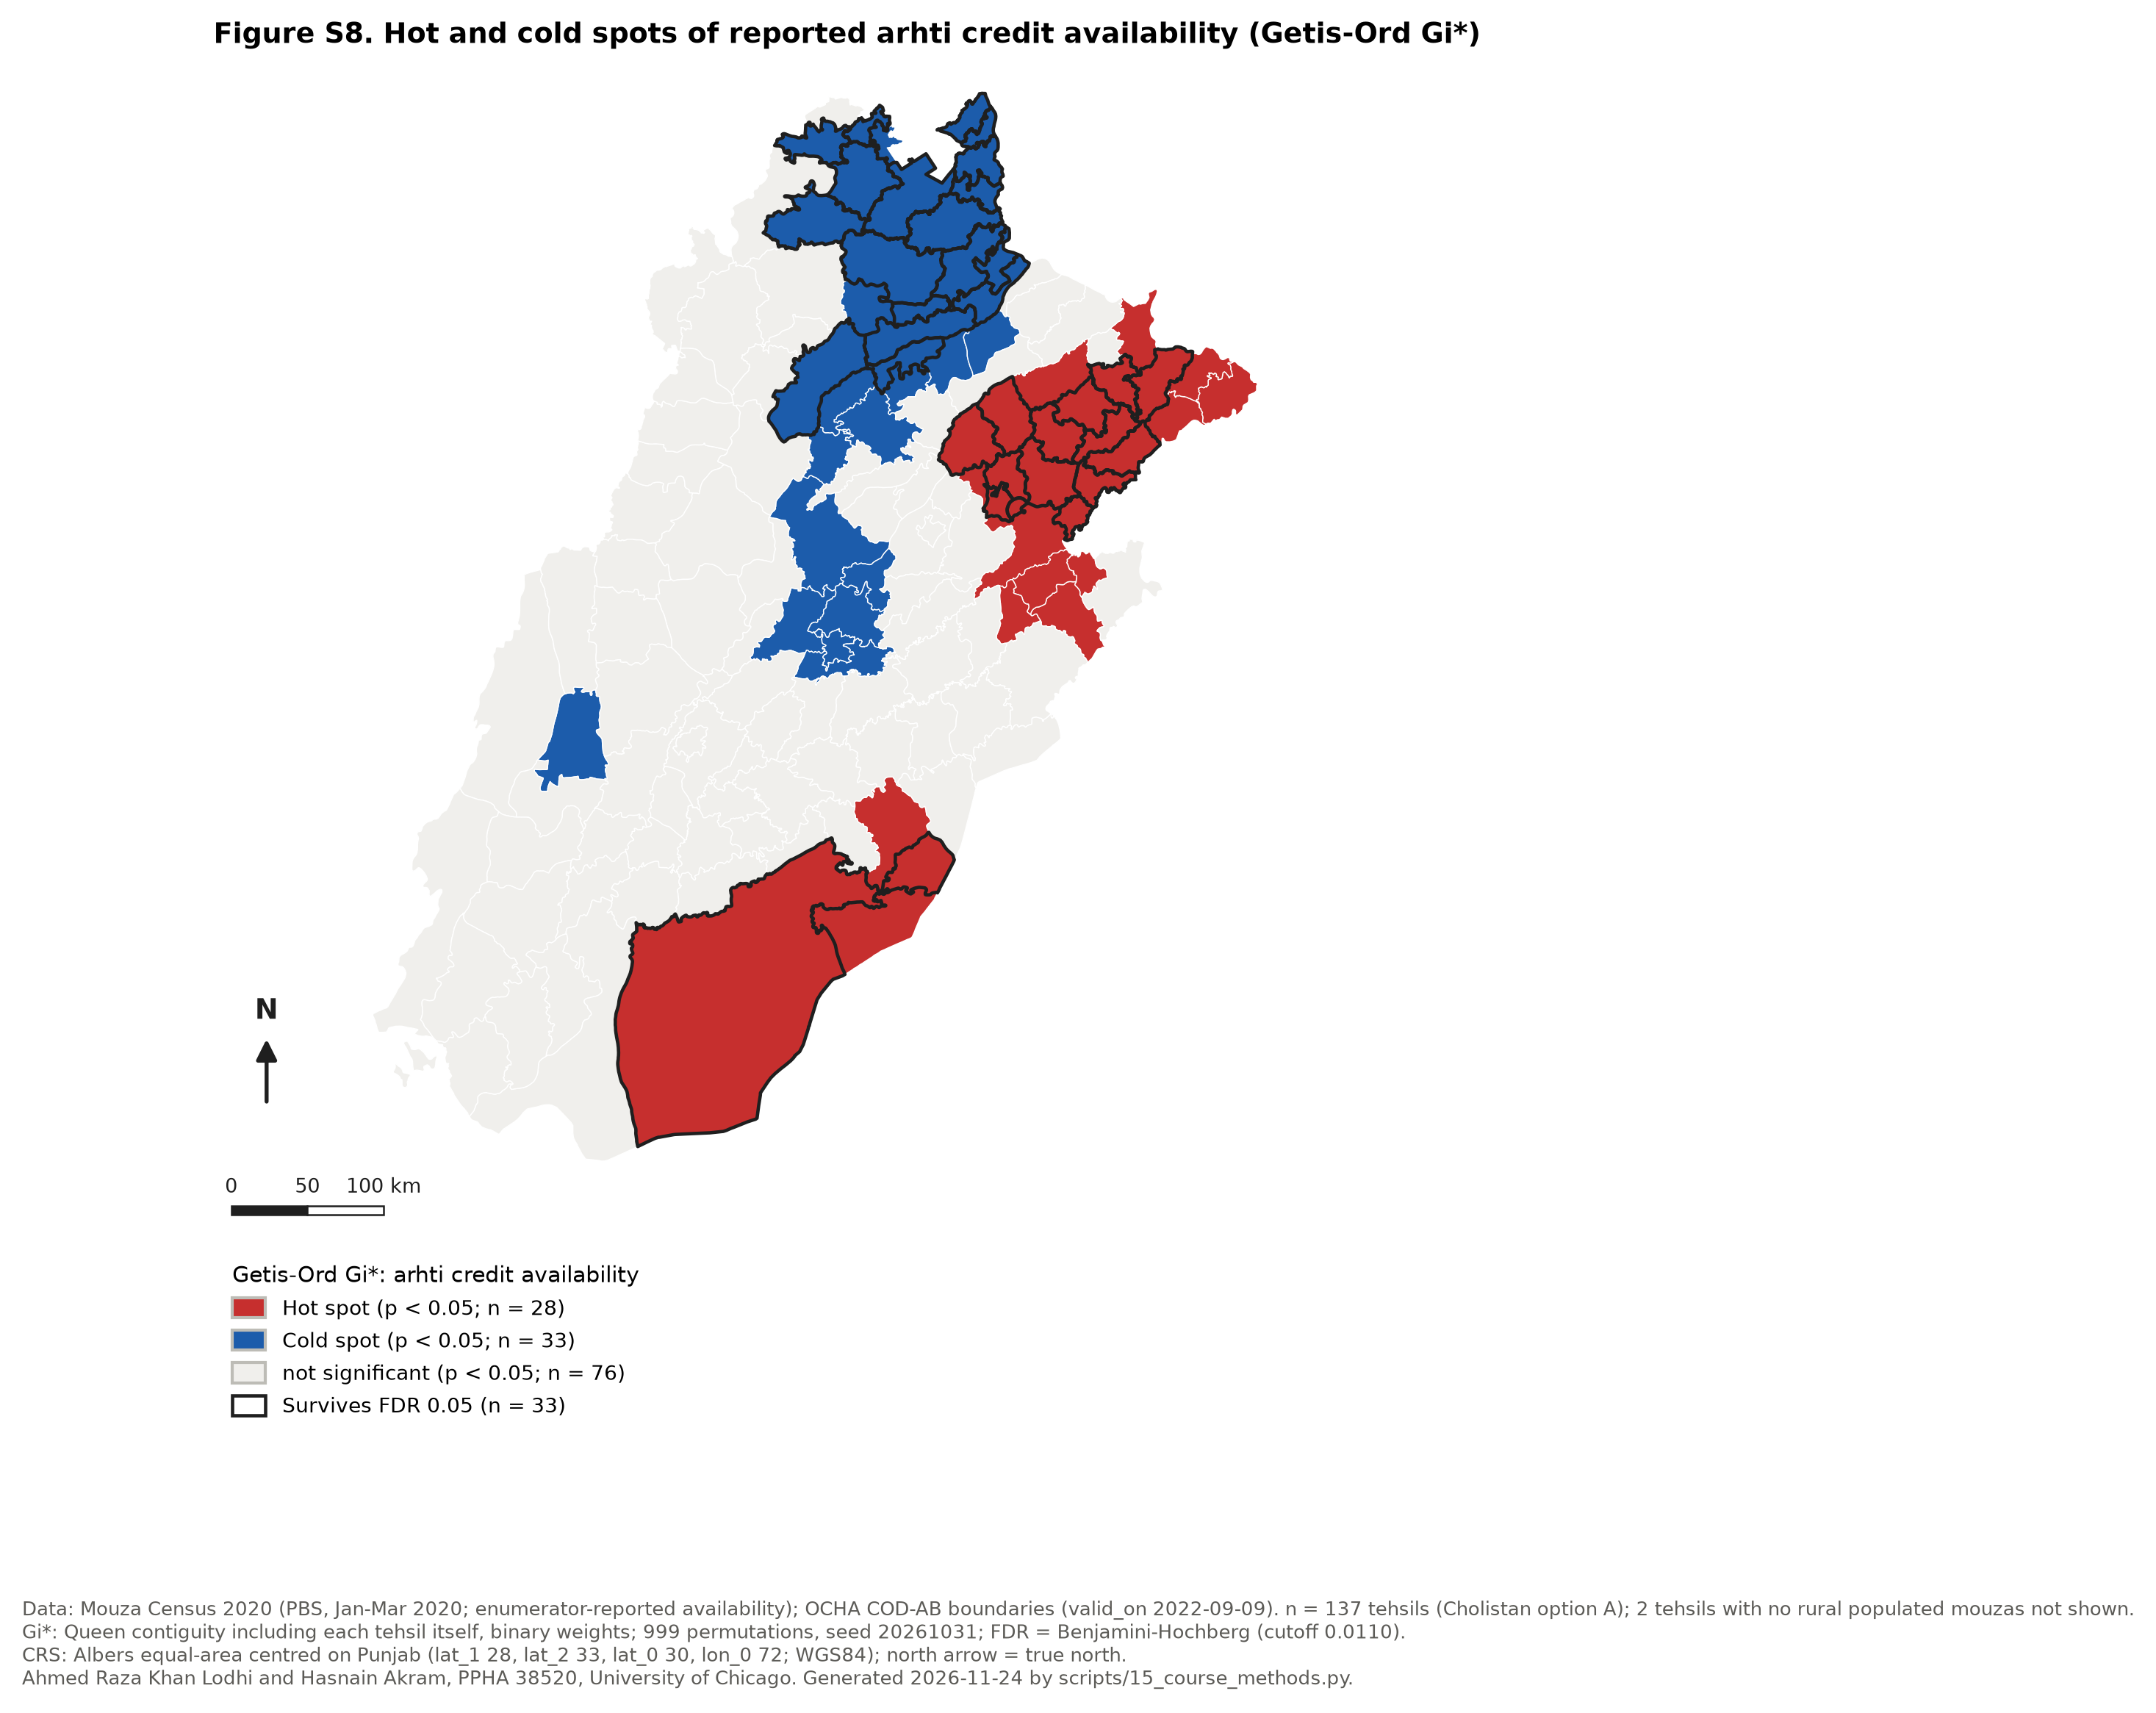 Figure S8. Hot and cold spots of reported arhti credit availability (Getis-Ord Gi*)
N
0 50 100 km
Getis-Ord Gi*: arhti credit availability
Hot spot (p < 0.05; n = 28)
Cold spot (p < 0.05; n = 33)
not significant (p < 0.05; n = 76)
Survives FDR 0.05 (n = 33)
Data: Mouza Census 2020 (PBS, Jan-Mar 2020; enumerator-reported availability); OCHA COD-AB boundaries (valid_on 2022-09-09). n = 137 tehsils (Cholistan option A); 2 tehsils with no rural populated mouzas not shown.
Gi*: Queen contiguity including each tehsil itself, binary weights; 999 permutations, seed 20261031; FDR = Benjamini-Hochberg (cutoff 0.0110).
CRS: Albers equal-area centred on Punjab (lat_1 28, lat_2 33, lat_0 30, lon_0 72; WGS84); north arrow = true north.
Ahmed Raza Khan Lodhi and Hasnain Akram, PPHA 38520, University of Chicago. Generated 2026-11-24 by scripts/15_course_methods.py.